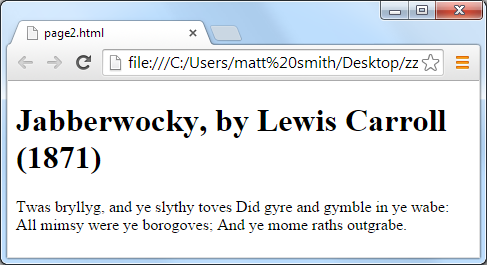 page2.html
file:///C:/Users/matt%20smith/Desktop/zz
Jabberwocky, by Lewis Carroll
(1871)
Twas bryllyg, and ye slythy toves Did gyre and gymble in ye wabe:
All mimsy were ye borogoves; And ye mome raths outgrabe.